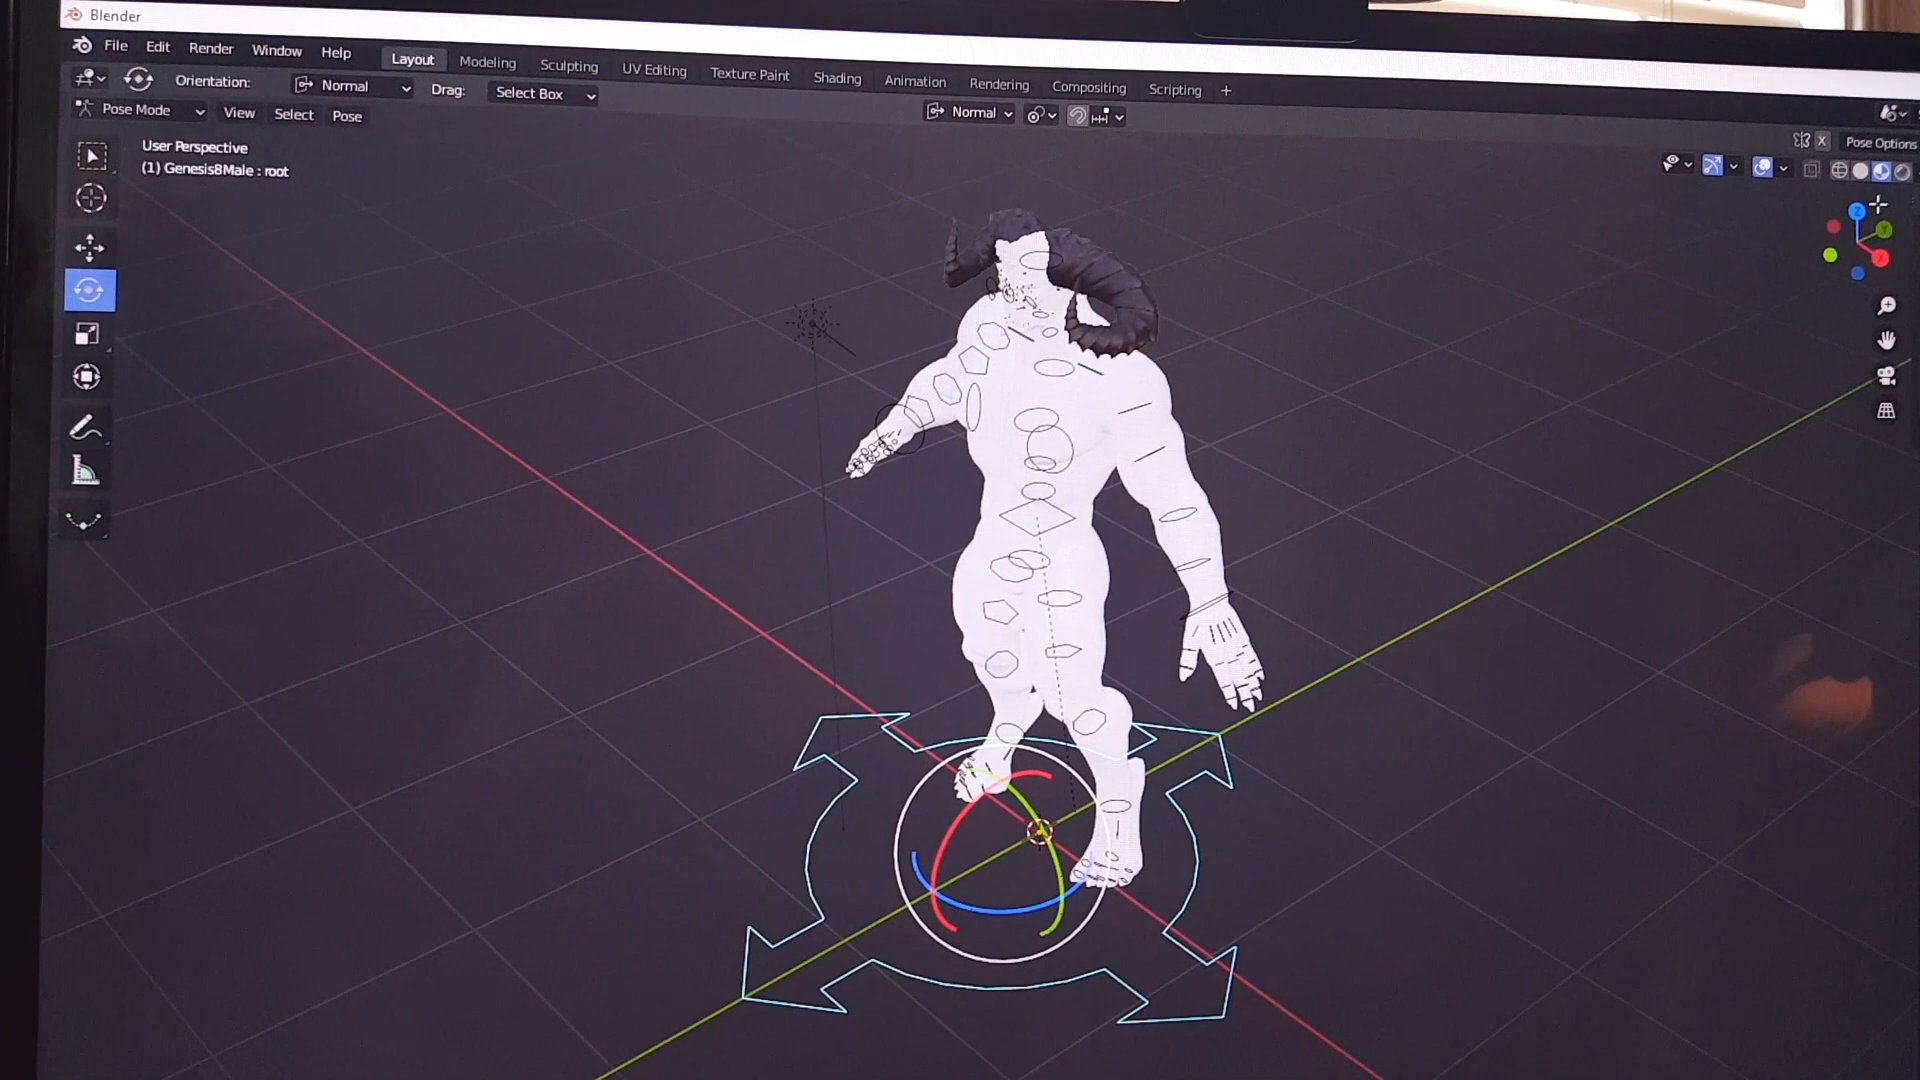 Blender
File Edit Render Window Help Layout Modeling Sculpting UV Editing Texture Paint Shading Animation Rendering Compositing Scripting +
Orientation: Normal Drag: Select Box
Pose Mode View Select Pose Normal
X Pose Options
User Perspective
(1) Genesis8Male : root
Z
Y
X